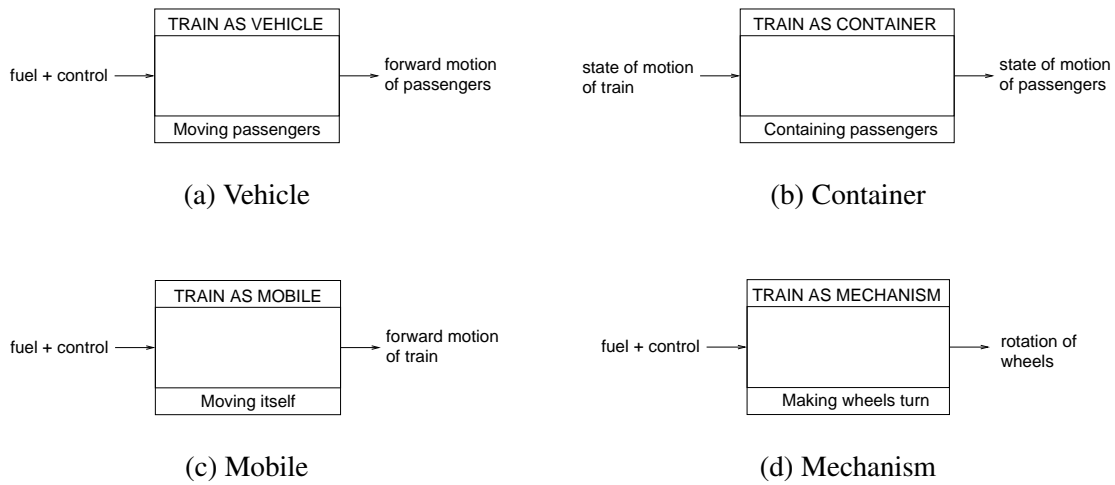 TRAIN AS VEHICLE
fuel + control
forward motion
of passengers
Moving passengers
(a) Vehicle
TRAIN AS CONTAINER
state of motion
of train
state of motion
of passengers
Containing passengers
(b) Container
TRAIN AS MOBILE
fuel + control
forward motion
of train
Moving itself
(c) Mobile
TRAIN AS MECHANISM
fuel + control
rotation of
wheels
Making wheels turn
(d) Mechanism